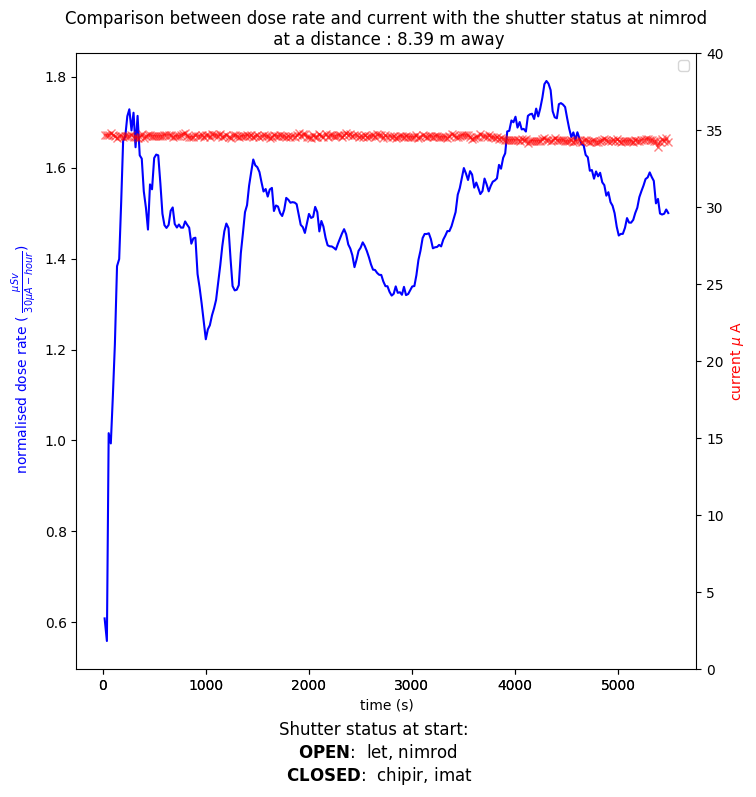 Comparison between dose rate and current with the shutter status at nimrod
at a distance : 8.39 m away
normalised dose rate ( μSv / 30μA − hour )
1.8
1.6
1.4
1.2
1.0
0.8
0.6
40
35
30
25
20
15
10
5
0
current μ A
0 1000 2000 3000 4000 5000
time (s)
Shutter status at start:
OPEN: let, nimrod
CLOSED: chipir, imat